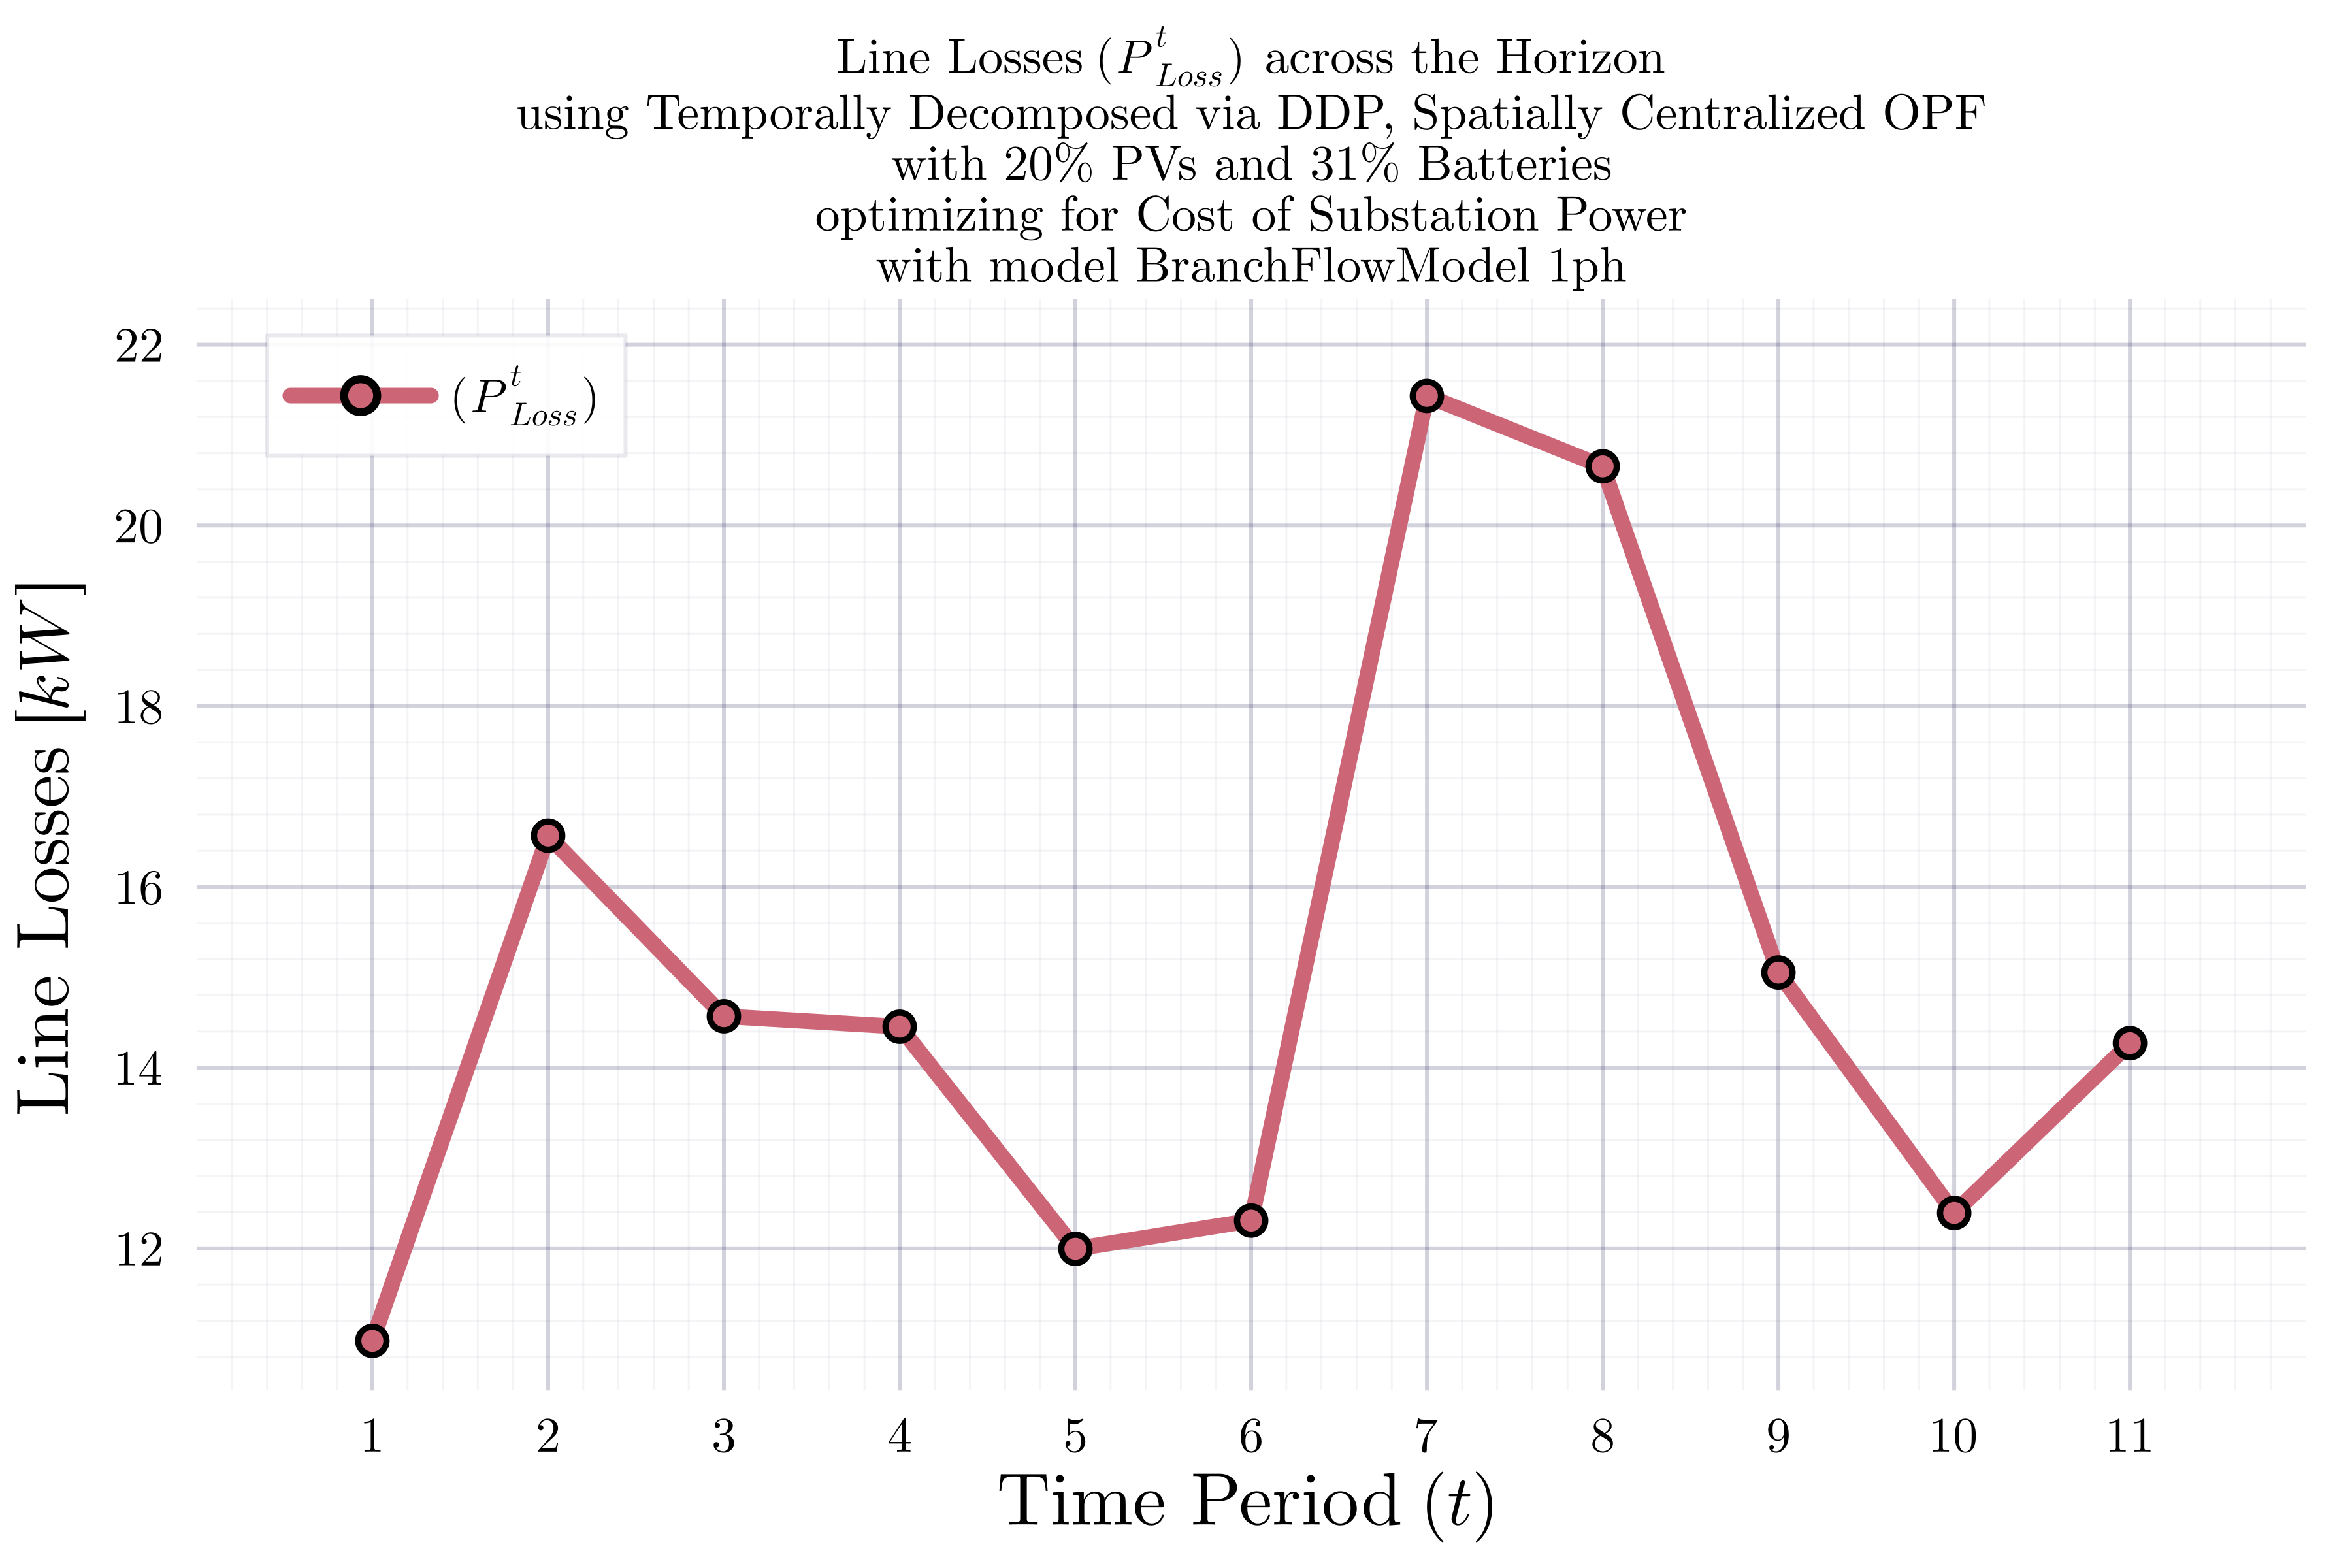 Line Losses (P^t_Loss) across the Horizon
using Temporally Decomposed via DDP, Spatially Centralized OPF
with 20% PVs and 31% Batteries
optimizing for Cost of Substation Power
with model BranchFlowModel 1ph
(P^t_Loss)
22
20
18
16
14
12
Line Losses [kW]
1 2 3 4 5 6 7 8 9 10 11
Time Period (t)